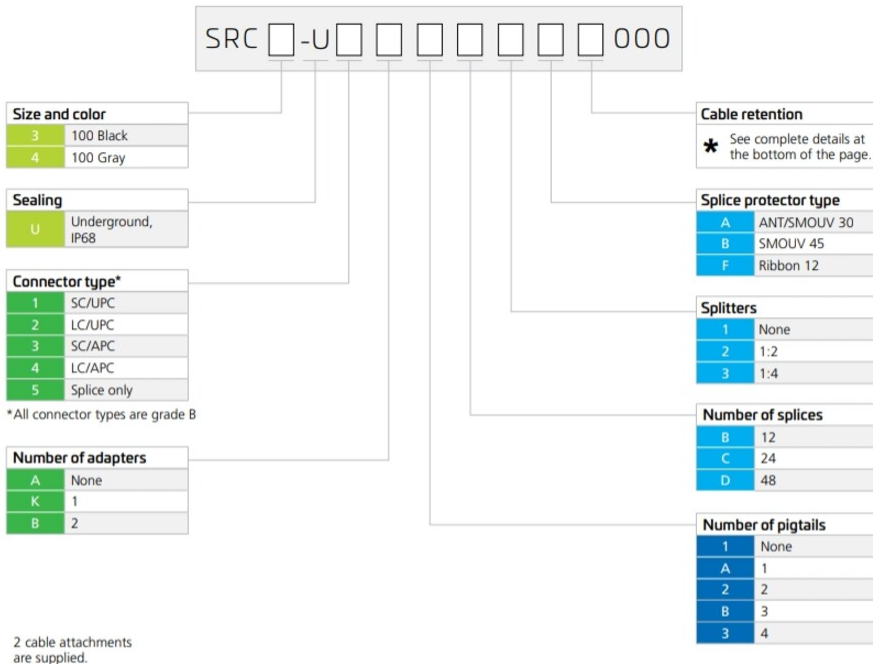 SRC -U 000
Size and color
3 100 Black
4 100 Gray
Sealing
U Underground,
IP68
Connector type*
1 SC/UPC
2 LC/UPC
3 SC/APC
4 LC/APC
5 Splice only
*All connector types are grade B
Number of adapters
A None
K 1
B 2
2 cable attachments
are supplied.
Cable retention
* See complete details at
the bottom of the page.
Splice protector type
A ANT/SMOUV 30
B SMOUV 45
F Ribbon 12
Splitters
1 None
2 1:2
3 1:4
Number of splices
B 12
C 24
D 48
Number of pigtails
1 None
A 1
2 2
B 3
3 4